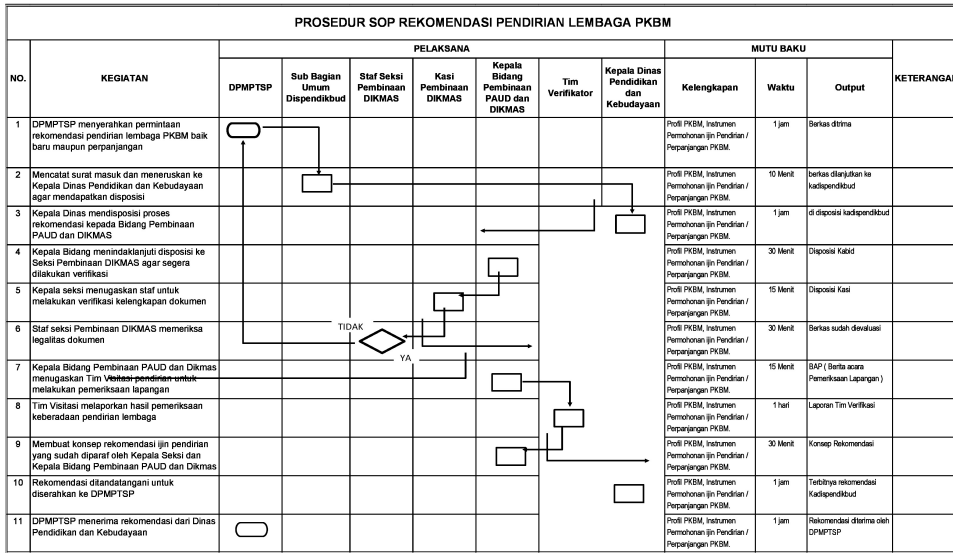 PROSEDUR SOP REKOMENDASI PENDIRIAN LEMBAGA PKBM
NO.
KEGIATAN
PELAKSANA
MUTU BAKU
KETERANGAN
DPMPTSP
Sub Bagian
Umum
Dispendikbud
Staf Seksi
Pembinaan
DIKMAS
Kasi
Pembinaan
DIKMAS
Kepala
Bidang
Pembinaan
PAUD dan
DIKMAS
Tim
Verifikator
Kepala Dinas
Pendidikan
dan
Kebudayaan
Kelengkapan
Waktu
Output
1
DPMPTSP menyerahkan permintaan
rekomendasi pendirian lembaga PKBM baik
baru maupun perpanjangan
Profil PKBM, Instrumen
Permohonan ijin Pendirian /
Perpanjangan PKBM.
1 jam
Berkas ditrima
2
Mencatat surat masuk dan meneruskan ke
Kepala Dinas Pendidikan dan Kebudayaan
agar mendapatkan disposisi
Profil PKBM, Instrumen
Permohonan ijin Pendirian /
Perpanjangan PKBM.
10 Menit
berkas dilanjutkan ke
kadispendikbud
3
Kepala Dinas mendisposisi proses
rekomendasi kepada Bidang Pembinaan
PAUD dan DIKMAS
Profil PKBM, Instrumen
Permohonan ijin Pendirian /
Perpanjangan PKBM.
1 jam
di disposisi kadispendikbud
4
Kepala Bidang menindaklanjuti disposisi ke
Seksi Pembinaan DIKMAS agar segera
dilakukan verifikasi
Profil PKBM, Instrumen
Permohonan ijin Pendirian /
Perpanjangan PKBM.
30 Menit
Disposisi Kabid
5
Kepala seksi menugaskan staf untuk
melakukan verifikasi kelengkapan dokumen
Profil PKBM, Instrumen
Permohonan ijin Pendirian /
Perpanjangan PKBM.
15 Menit
Disposisi Kasi
6
Staf seksi Pembinaan DIKMAS memeriksa
legalitas dokumen
TIDAK
YA
Profil PKBM, Instrumen
Permohonan ijin Pendirian /
Perpanjangan PKBM.
30 Menit
Berkas sudah dievaluasi
7
Kepala Bidang Pembinaan PAUD dan Dikmas
menugaskan Tim Visitasi pendirian untuk
melakukan pemeriksaan lapangan
Profil PKBM, Instrumen
Permohonan ijin Pendirian /
Perpanjangan PKBM.
15 Menit
BAP ( Berita acara
Pemeriksaan Lapangan )
8
Tim Visitasi melaporkan hasil pemeriksaan
keberadaan pendirian lembaga
Profil PKBM, Instrumen
Permohonan ijin Pendirian /
Perpanjangan PKBM.
1 hari
Laporan Tim Verifikasi
9
Membuat konsep rekomendasi ijin pendirian
yang sudah diparaf oleh Kepala Seksi dan
Kepala Bidang Pembinaan PAUD dan Dikmas
Profil PKBM, Instrumen
Permohonan ijin Pendirian /
Perpanjangan PKBM.
30 Menit
Konsep Rekomendasi
10
Rekomendasi ditandatangani untuk
diserahkan ke DPMPTSP
Profil PKBM, Instrumen
Permohonan ijin Pendirian /
Perpanjangan PKBM.
1 jam
Terbitnya rekomendasi
Kadispendikbud
11
DPMPTSP menerima rekomendasi dari Dinas
Pendidikan dan Kebudayaan
Profil PKBM, Instrumen
Permohonan ijin Pendirian /
Perpanjangan PKBM.
1 jam
Rekomendasi diterima oleh
DPMPTSP